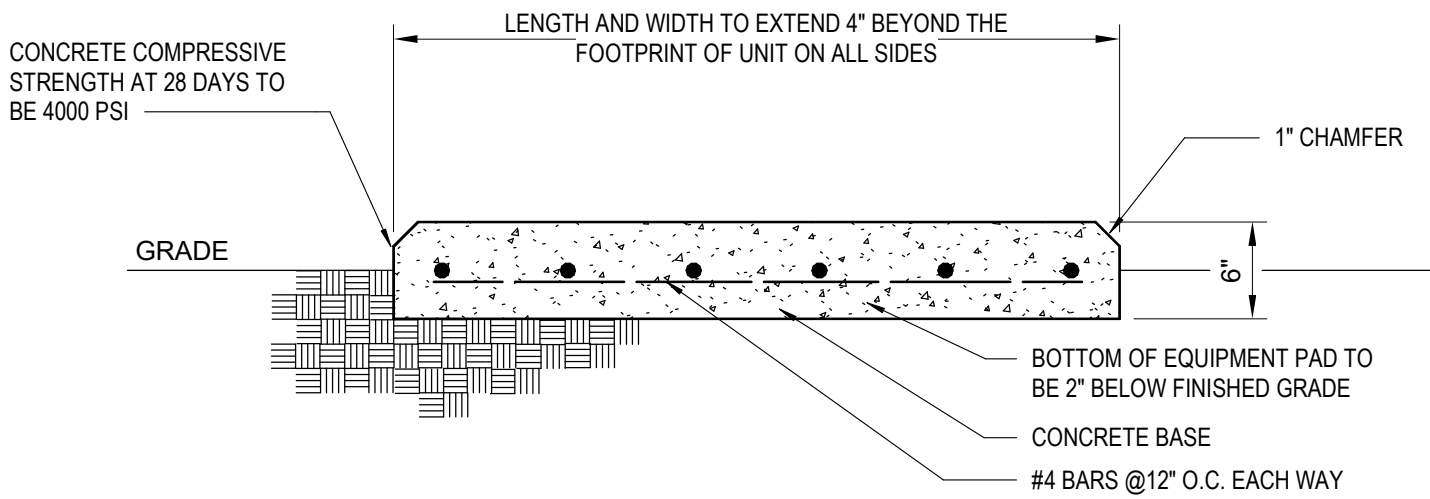 LENGTH AND WIDTH TO EXTEND 4" BEYOND THE
FOOTPRINT OF UNIT ON ALL SIDES
CONCRETE COMPRESSIVE
STRENGTH AT 28 DAYS TO
BE 4000 PSI
1" CHAMFER
GRADE
6"
BOTTOM OF EQUIPMENT PAD TO
BE 2" BELOW FINISHED GRADE
CONCRETE BASE
#4 BARS @12" O.C. EACH WAY